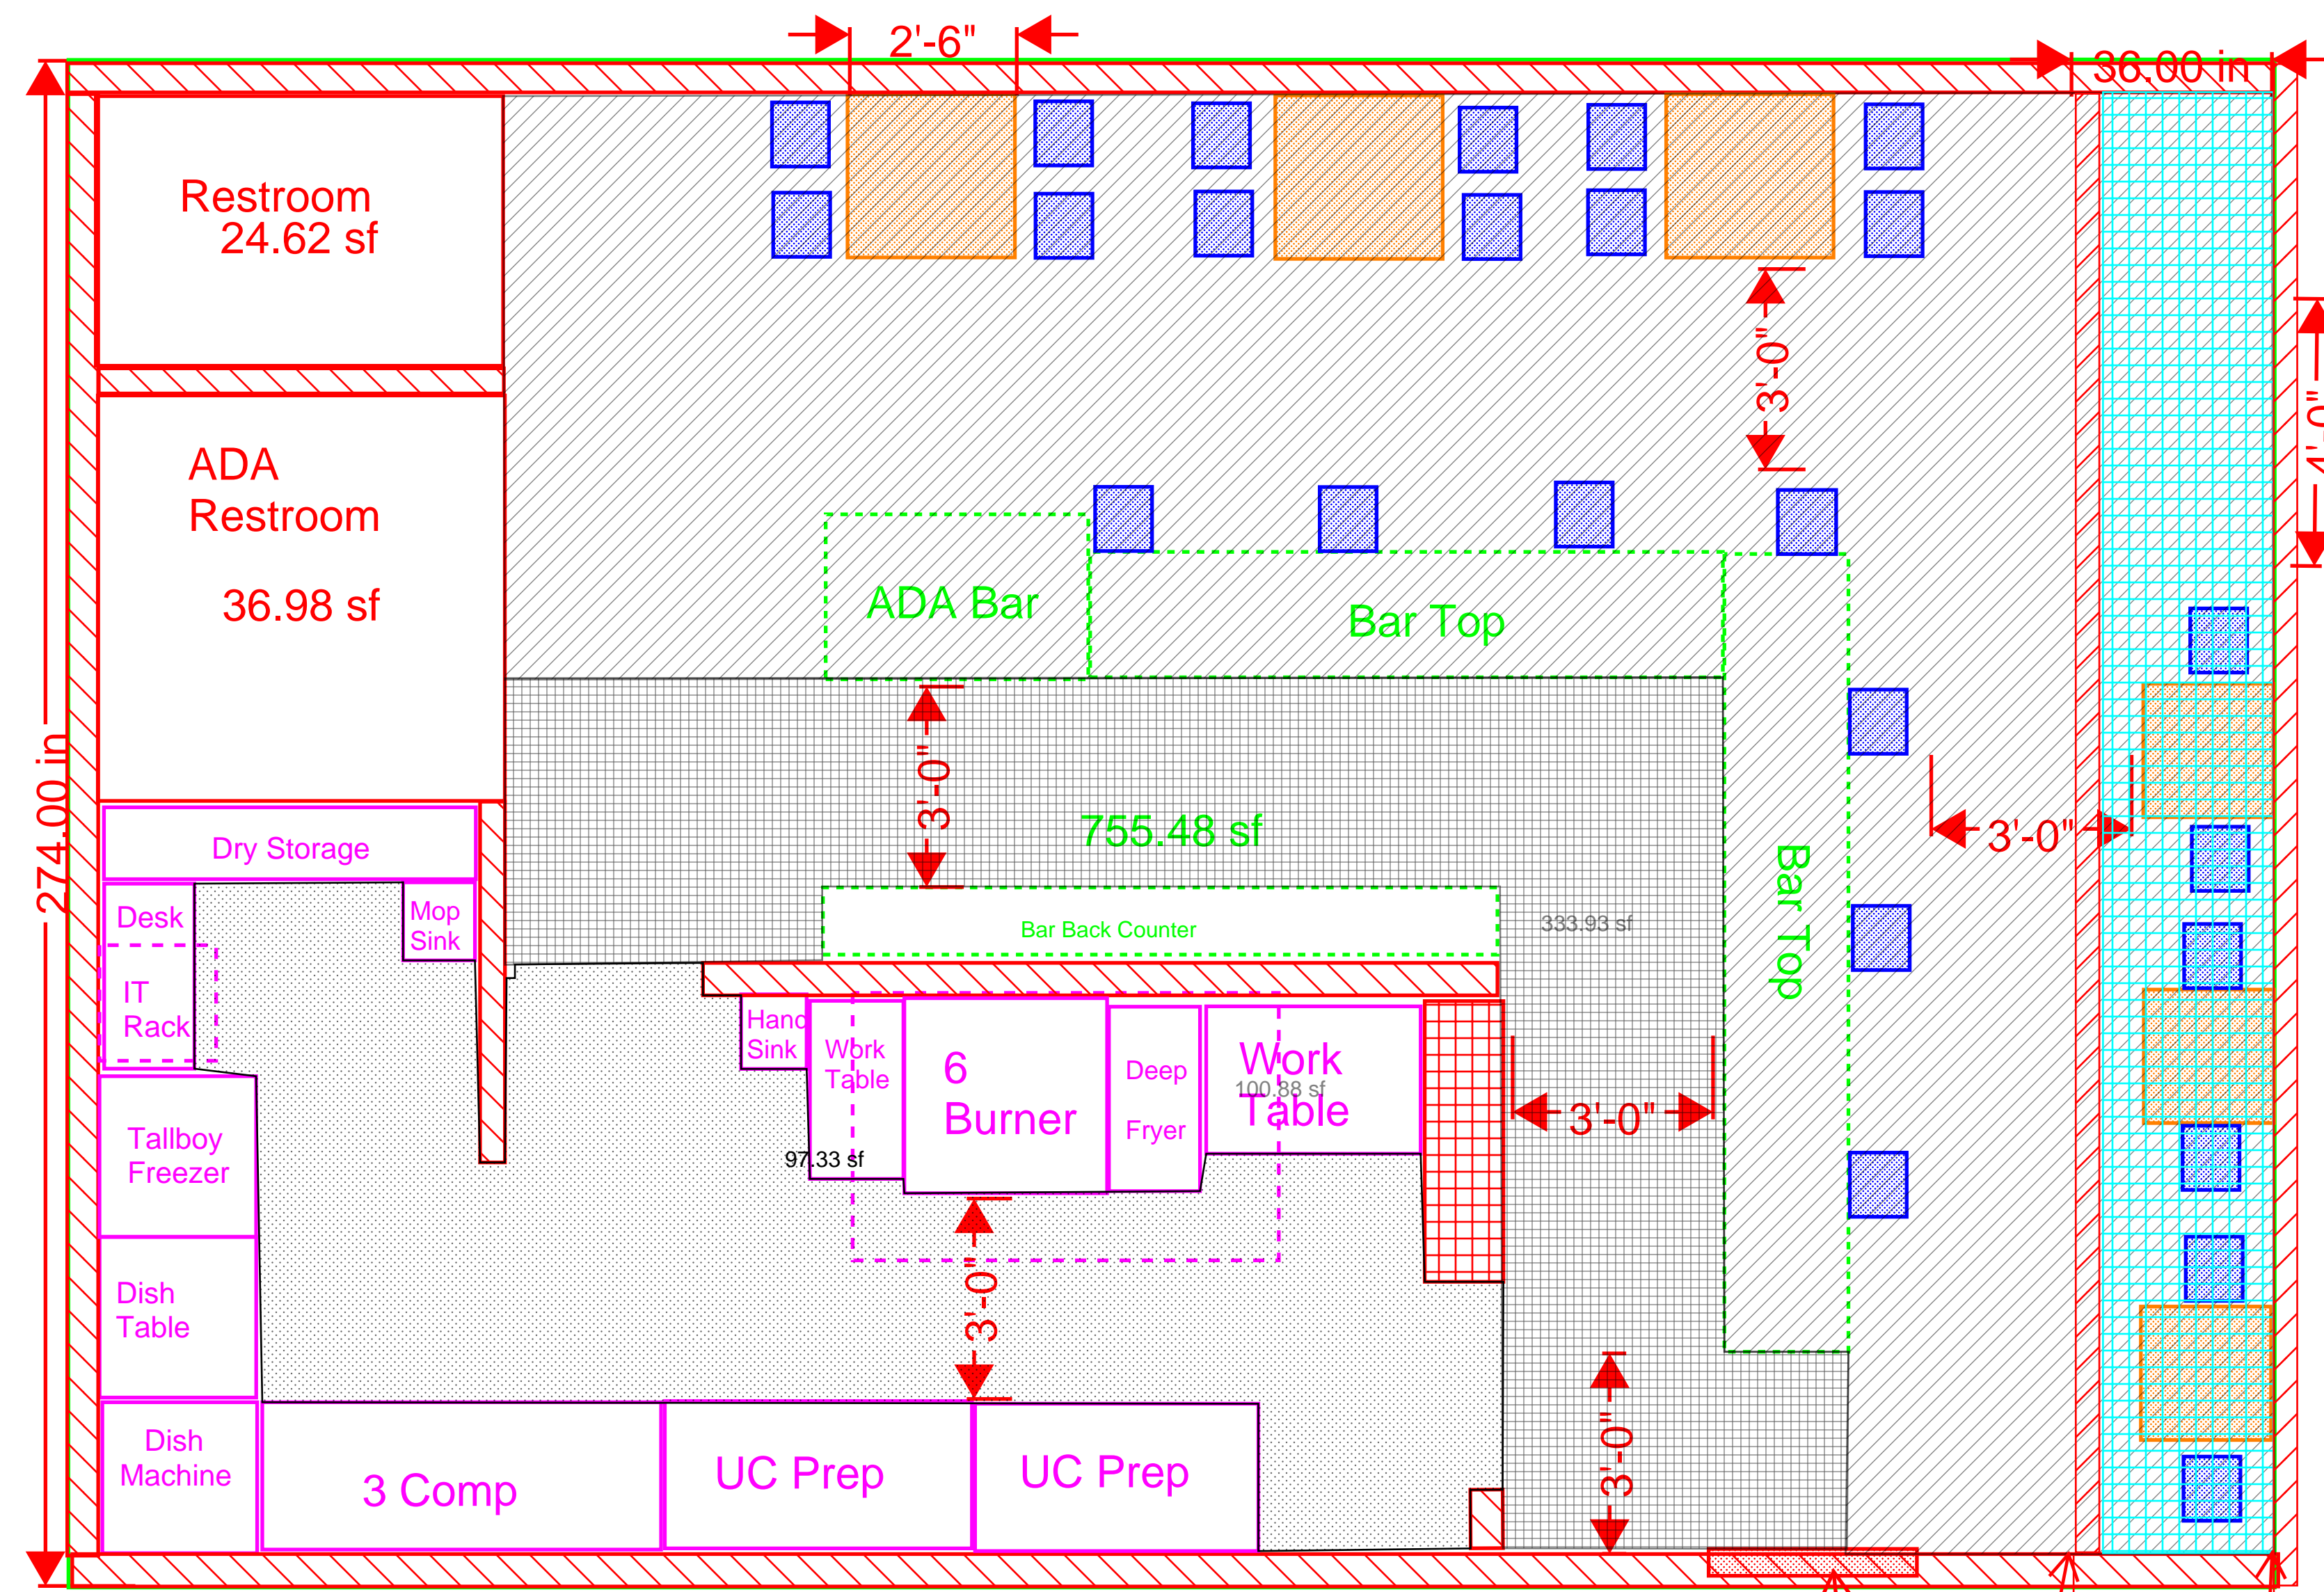 2'-6"
36.00 in
Restroom
24.62 sf
3'-0"
4'-0"
ADA
Restroom
36.98 sf
ADA Bar
Bar Top
274.00 in
3'-0"
755.48 sf
3'-0"
Dry Storage
Bar Top
Desk
Mop
Sink
Bar Back Counter
333.93 sf
IT
Rack
Hand
Sink
Work
Table
6
Burner
Deep
Fryer
Work
Table
100.88 sf
3'-0"
Tallboy
Freezer
97.33 sf
3'-0"
Dish
Table
3'-0"
Dish
Machine
3 Comp
UC Prep
UC Prep